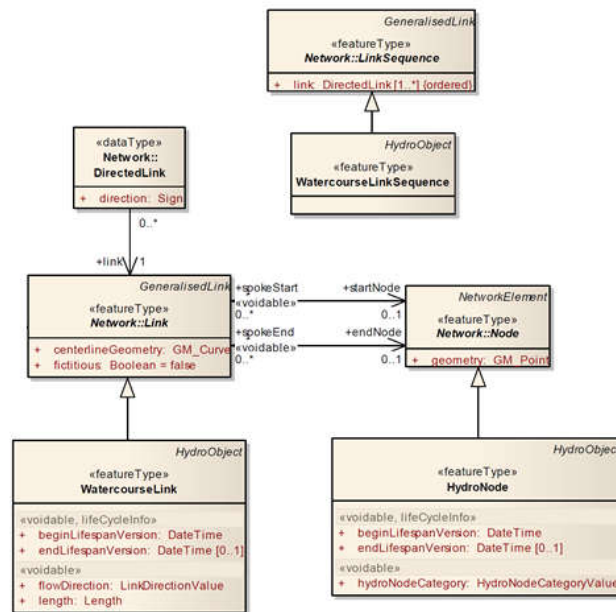 GeneralisedLink
«featureType»
Network::LinkSequence
+ link: DirectedLink [1..*] {ordered}
HydroObject
«featureType»
WatercourseLinkSequence
«dataType»
Network::
DirectedLink
+ direction: Sign
0..*
+link 1
GeneralisedLink
«featureType»
Network::Link
+ centerlineGeometry: GM_Curve
+ fictitious: Boolean = false
+spokeStart +startNode
«voidable»
0..* 0..1
+spokeEnd +endNode
«voidable»
0..* 0..1
NetworkElement
«featureType»
Network::Node
+ geometry: GM_Point
HydroObject
«featureType»
WatercourseLink
«voidable, lifeCycleInfo»
+ beginLifespanVersion: DateTime
+ endLifespanVersion: DateTime [0..1]
«voidable»
+ flowDirection: LinkDirectionValue
+ length: Length
HydroObject
«featureType»
HydroNode
«voidable, lifeCycleInfo»
+ beginLifespanVersion: DateTime
+ endLifespanVersion: DateTime [0..1]
«voidable»
+ hydroNodeCategory: HydroNodeCategoryValue